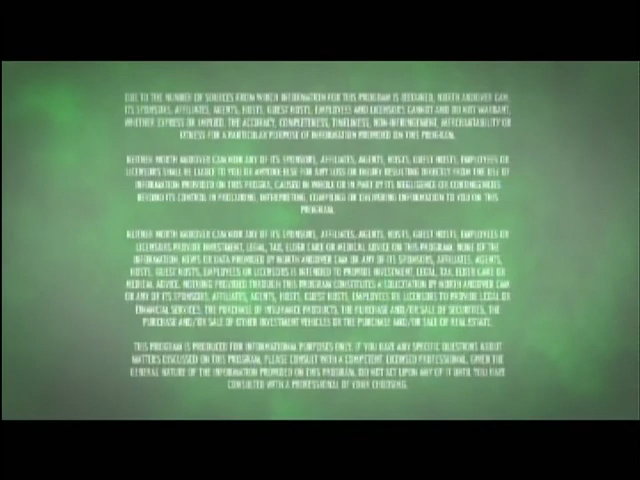 DUE TO THE NUMBER OF SOURCES FROM WHICH INFORMATION FOR THIS PROGRAM IS OBTAINED, NORTH ANDOVER CAM,
ITS SPONSORS, AFFILIATES, AGENTS, HOSTS, GUEST HOSTS, EMPLOYEES AND LICENSORS CANNOT AND DO NOT WARRANT,
WHETHER EXPRESS OR IMPLIED, THE ACCURACY, COMPLETENESS, TIMELINESS, NON-INFRINGEMENT, MERCHANTABILITY OR
FITNESS FOR A PARTICULAR PURPOSE OF INFORMATION PROVIDED ON THIS PROGRAM.
NEITHER NORTH ANDOVER CAM NOR ANY OF ITS SPONSORS, AFFILIATES, AGENTS, HOSTS, GUEST HOSTS, EMPLOYEES OR
LICENSORS SHALL BE LIABLE TO YOU OR ANYONE ELSE FOR ANY LOSS OR INJURY RESULTING DIRECTLY FROM THE USE OF
INFORMATION PROVIDED ON THIS PROGRA, CAUSED IN WHOLE OR IN PART BY ITS NEGLIGENCE OR CONTINGENCIES
BEYOND ITS CONTROL IN PROCURING, INTERPRETING, COMPILING OR DELIVERING INFORMATION TO YOU ON THIS
PROGRAM.
NEITHER NORTH ANDOVER CAM NOR ANY OF ITS SPONSORS, AFFILIATES, AGENTS, HOSTS, GUEST HOSTS, EMPLOYEES OR
LICENSORS PROVIDE INVESTMENT, LEGAL, TAX, ELDER CARE OR MEDICAL ADVICE ON THIS PROGRAM. NONE OF THE
INFORMATION, NEWS OR DATA PROVIDED BY NORTH ANDOVER CAM OR ANY OF ITS SPONSORS, AFFILIATES, AGENTS,
HOSTS, GUEST HOSTS, EMPLOYEES OR LICENSORS IS INTENDED TO PROVIDE INVESTMENT, LEGAL, TAX, ELDER CARE OR
MEDICAL ADVICE. NOTHING PROVIDED THROUGH THIS PROGRAM CONSTITUTES A SOLICITATION BY NORTH ANDOVER CAM
OR ANY OF ITS SPONSORS, AFFILIATES, AGENTS, HOSTS, GUEST HOSTS, EMPLOYEES OR LICENSORS TO PROVIDE LEGAL OR
FINANCIAL SERVICES, THE PURCHASE OF INSURANCE PRODUCTS, THE PURCHASE AND/OR SALE OF SECURITIES, THE
PURCHASE AND/OR SALE OF OTHER INVESTMENT VEHICLES OR THE PURCHASE AND/OR SALE OF REAL ESTATE.
THIS PROGRAM IS PRODUCED FOR INFORMATIONAL PURPOSES ONLY. IF YOU HAVE ANY SPECIFIC QUESTIONS ABOUT
MATTERS DISCUSSED ON THIS PROGRAM, PLEASE CONSULT WITH A COMPETENT LICENSED PROFESSIONAL. GIVEN THE
GENERAL NATURE OF THE INFORMATION PROVIDED ON THIS PROGRAM, DO NOT ACT UPON ANY OF IT UNTIL YOU HAVE
CONSULTED WITH A PROFESSIONAL OF YOUR CHOOSING.